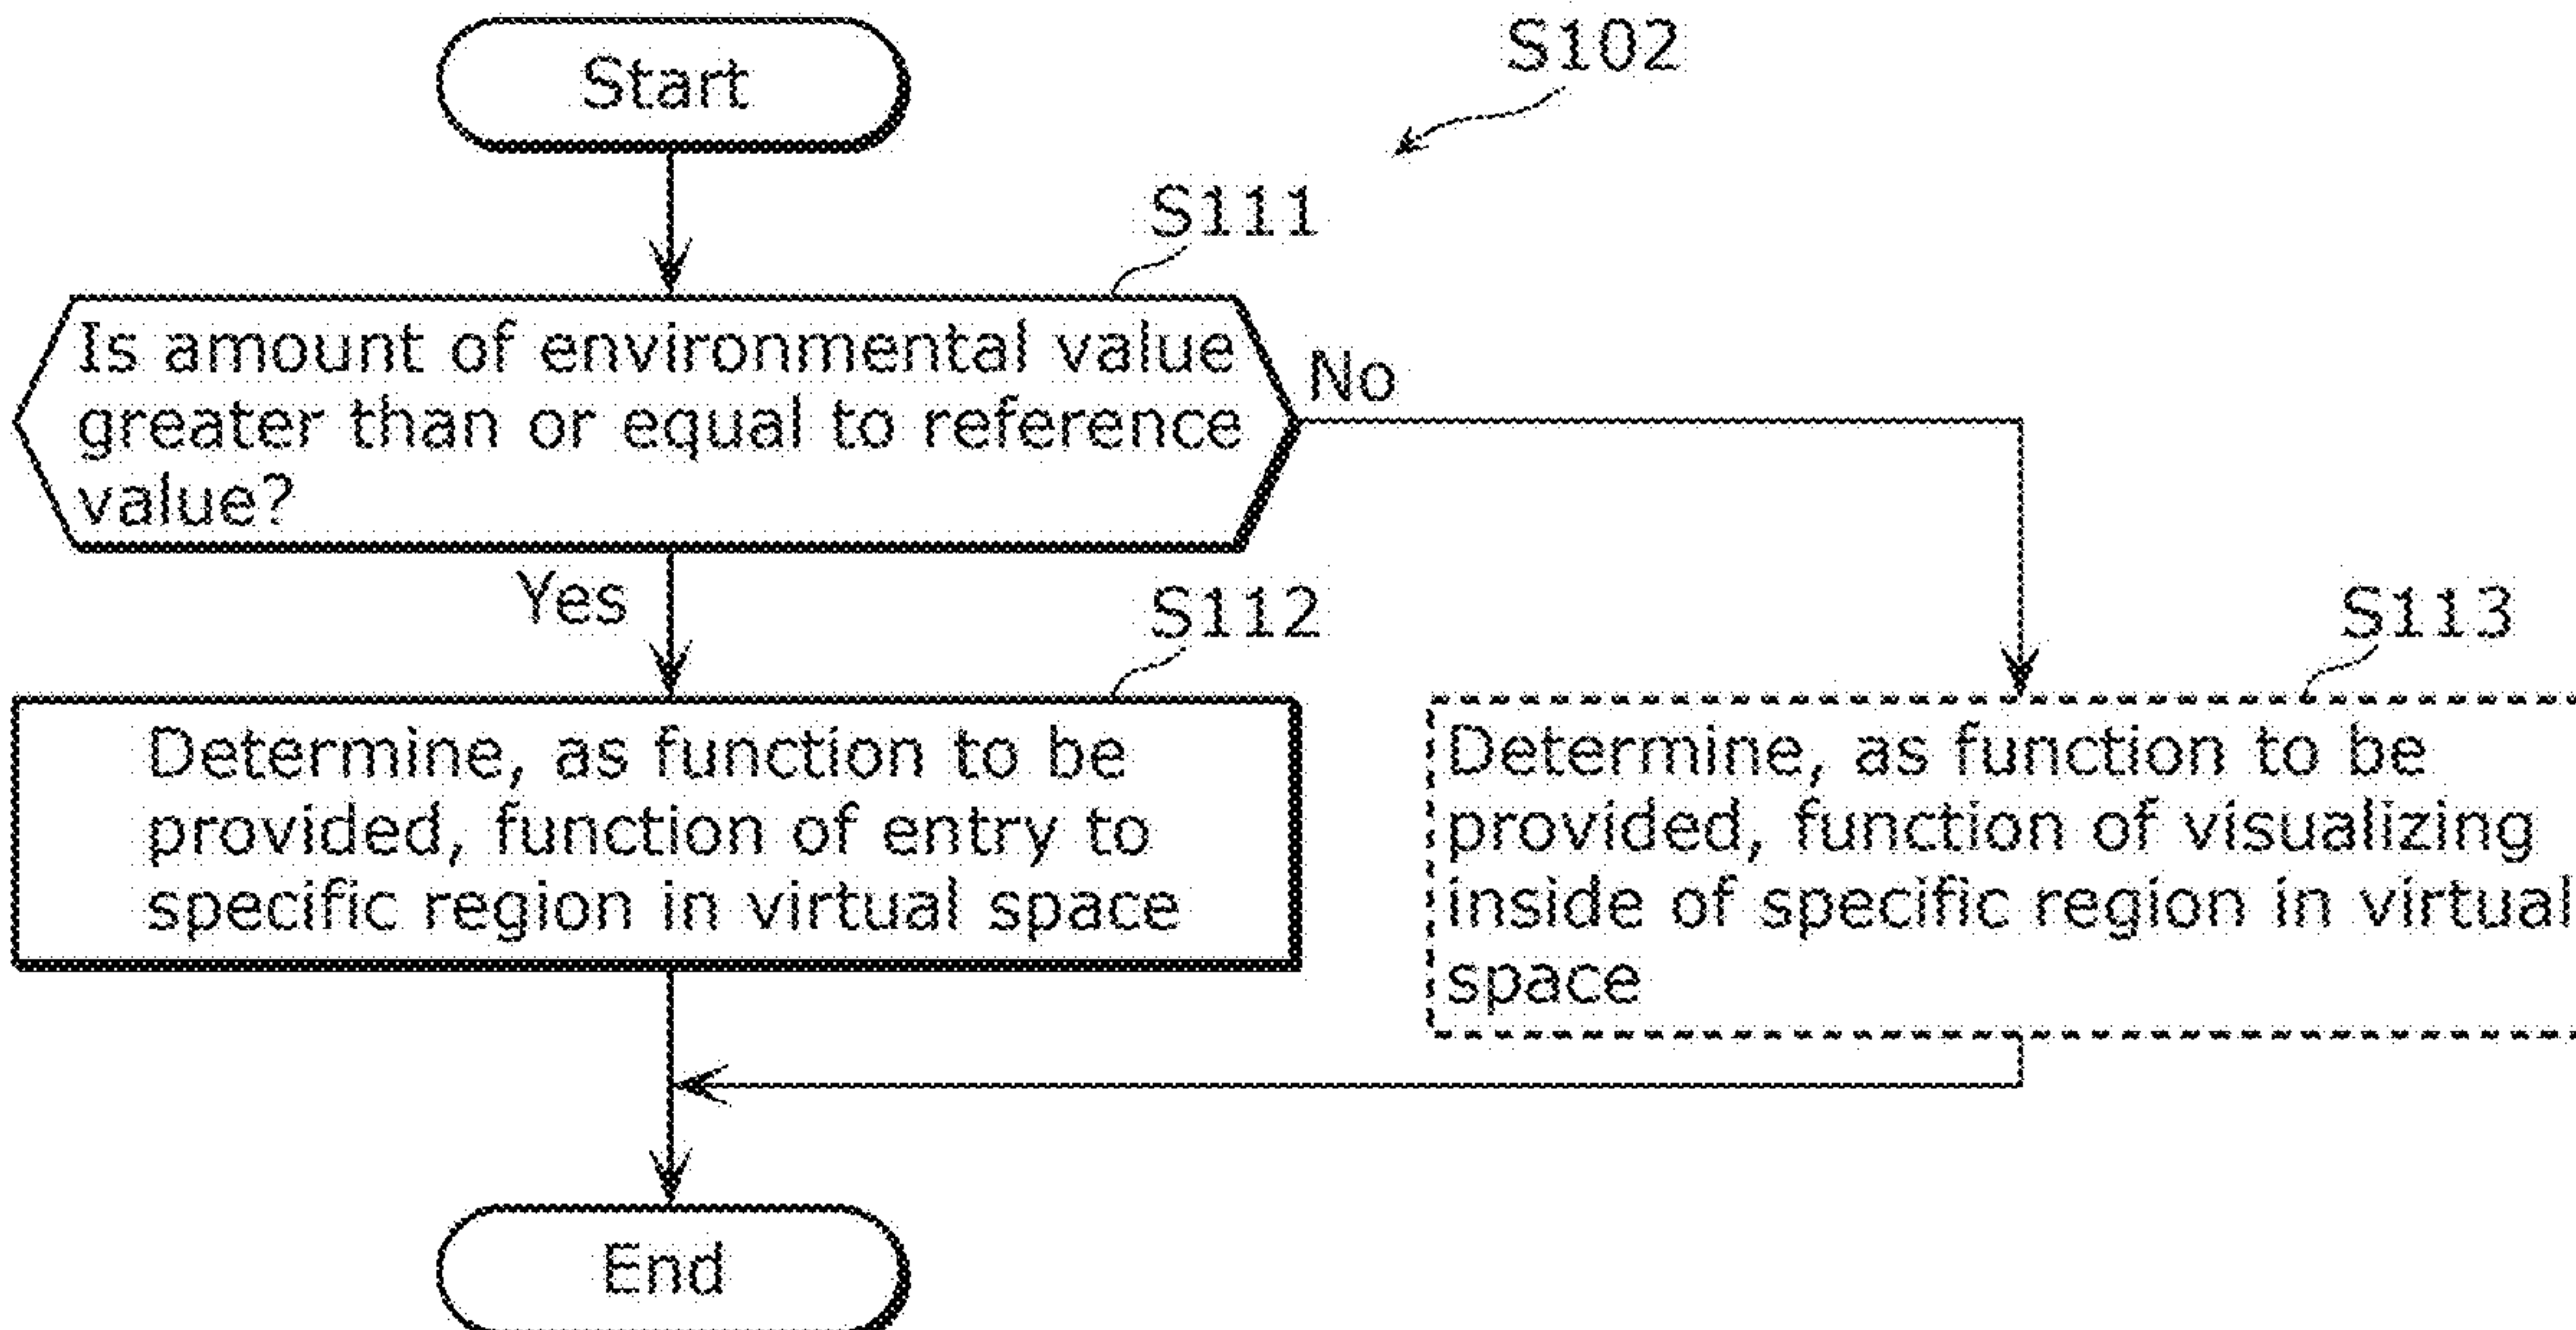 Start
S102
S111
Is amount of environmental value
greater than or equal to reference
value?
No
Yes
S112
S113
Determine, as function to be
provided, function of entry to
specific region in virtual space
Determine, as function to be
provided, function of visualizing
inside of specific region in virtual
space
End